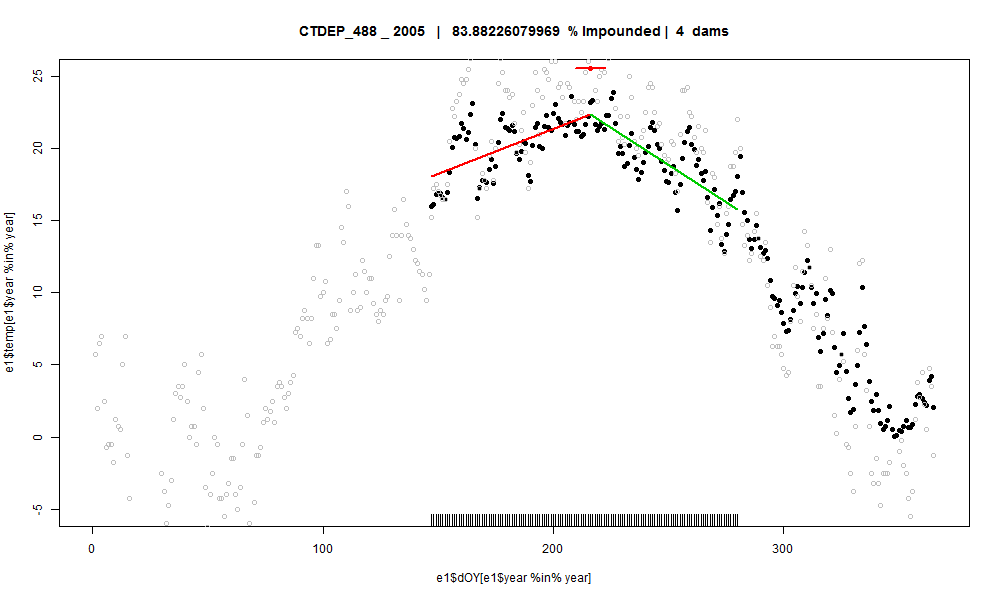 CTDEP_488 _ 2005 | 83.88226079969 % Impounded | 4 dams
e1$temp[e1$year %in% year]
25
20
15
10
5
0
-5
0 100 200 300
e1$dOY[e1$year %in% year]